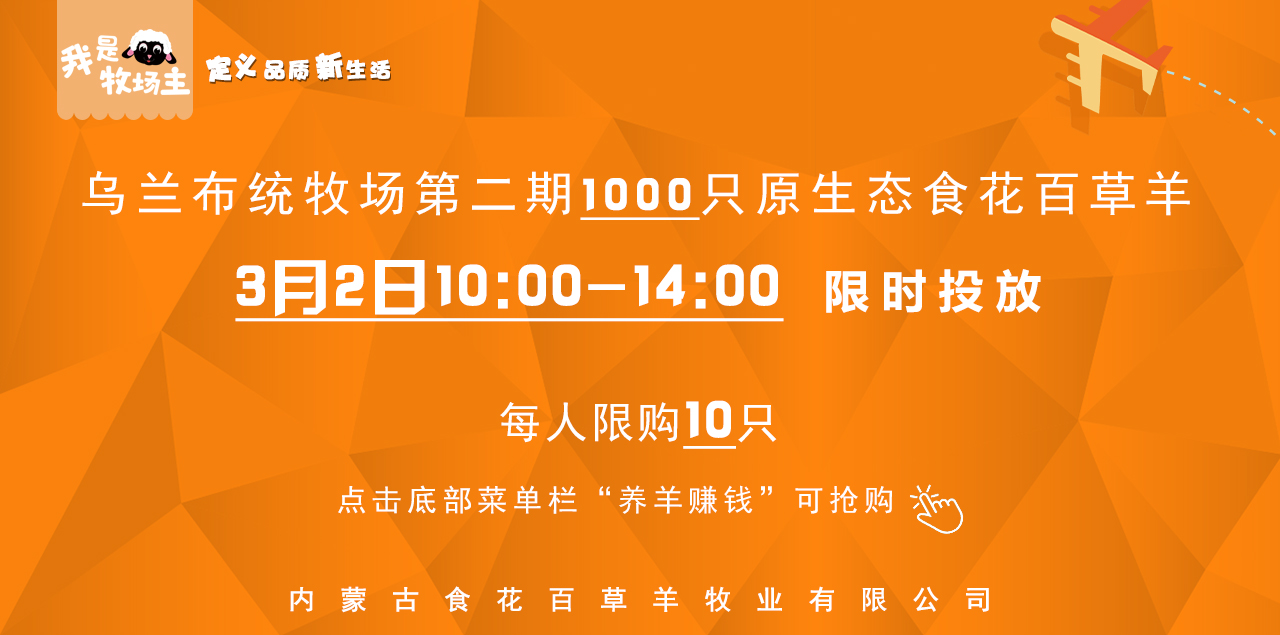 我是
牧场主
定义品质新生活
乌兰布统牧场第二期1000只原生态食花百草羊
3月2日10:00—14:00 限时投放
每人限购10只
点击底部菜单栏“养羊赚钱”可抢购
内蒙古食花百草羊牧业有限公司